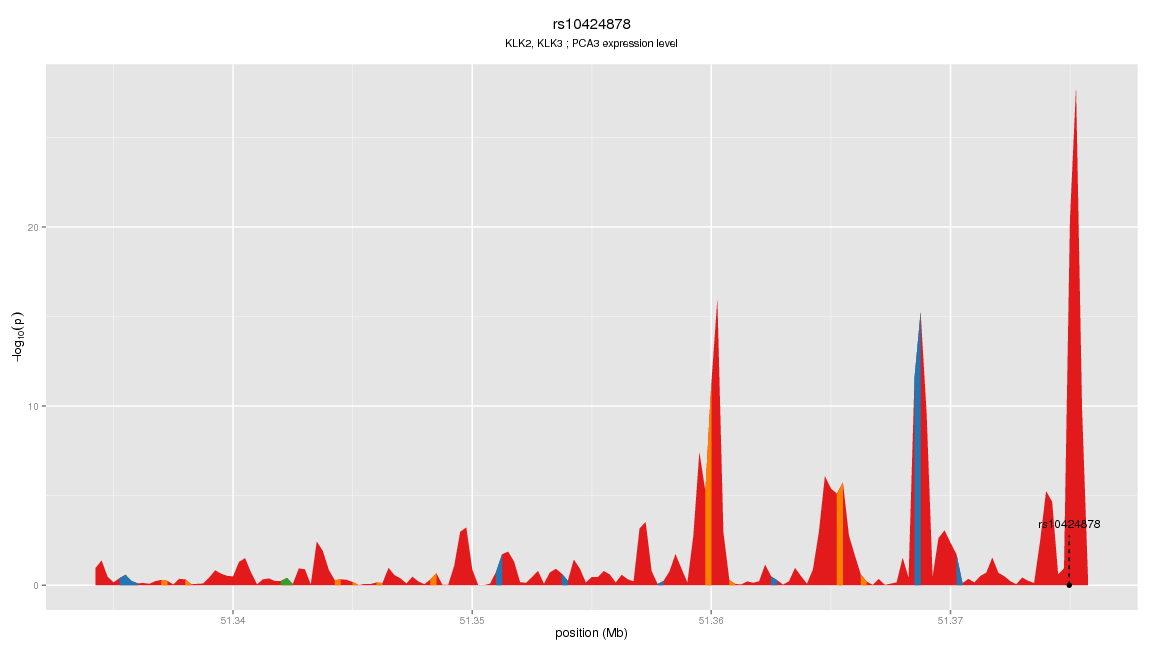 rs10424878
KLK2, KLK3 ; PCA3 expression level
20
10
0
−log10(p)
rs10424878
51.34
51.35
51.36
51.37
position (Mb)